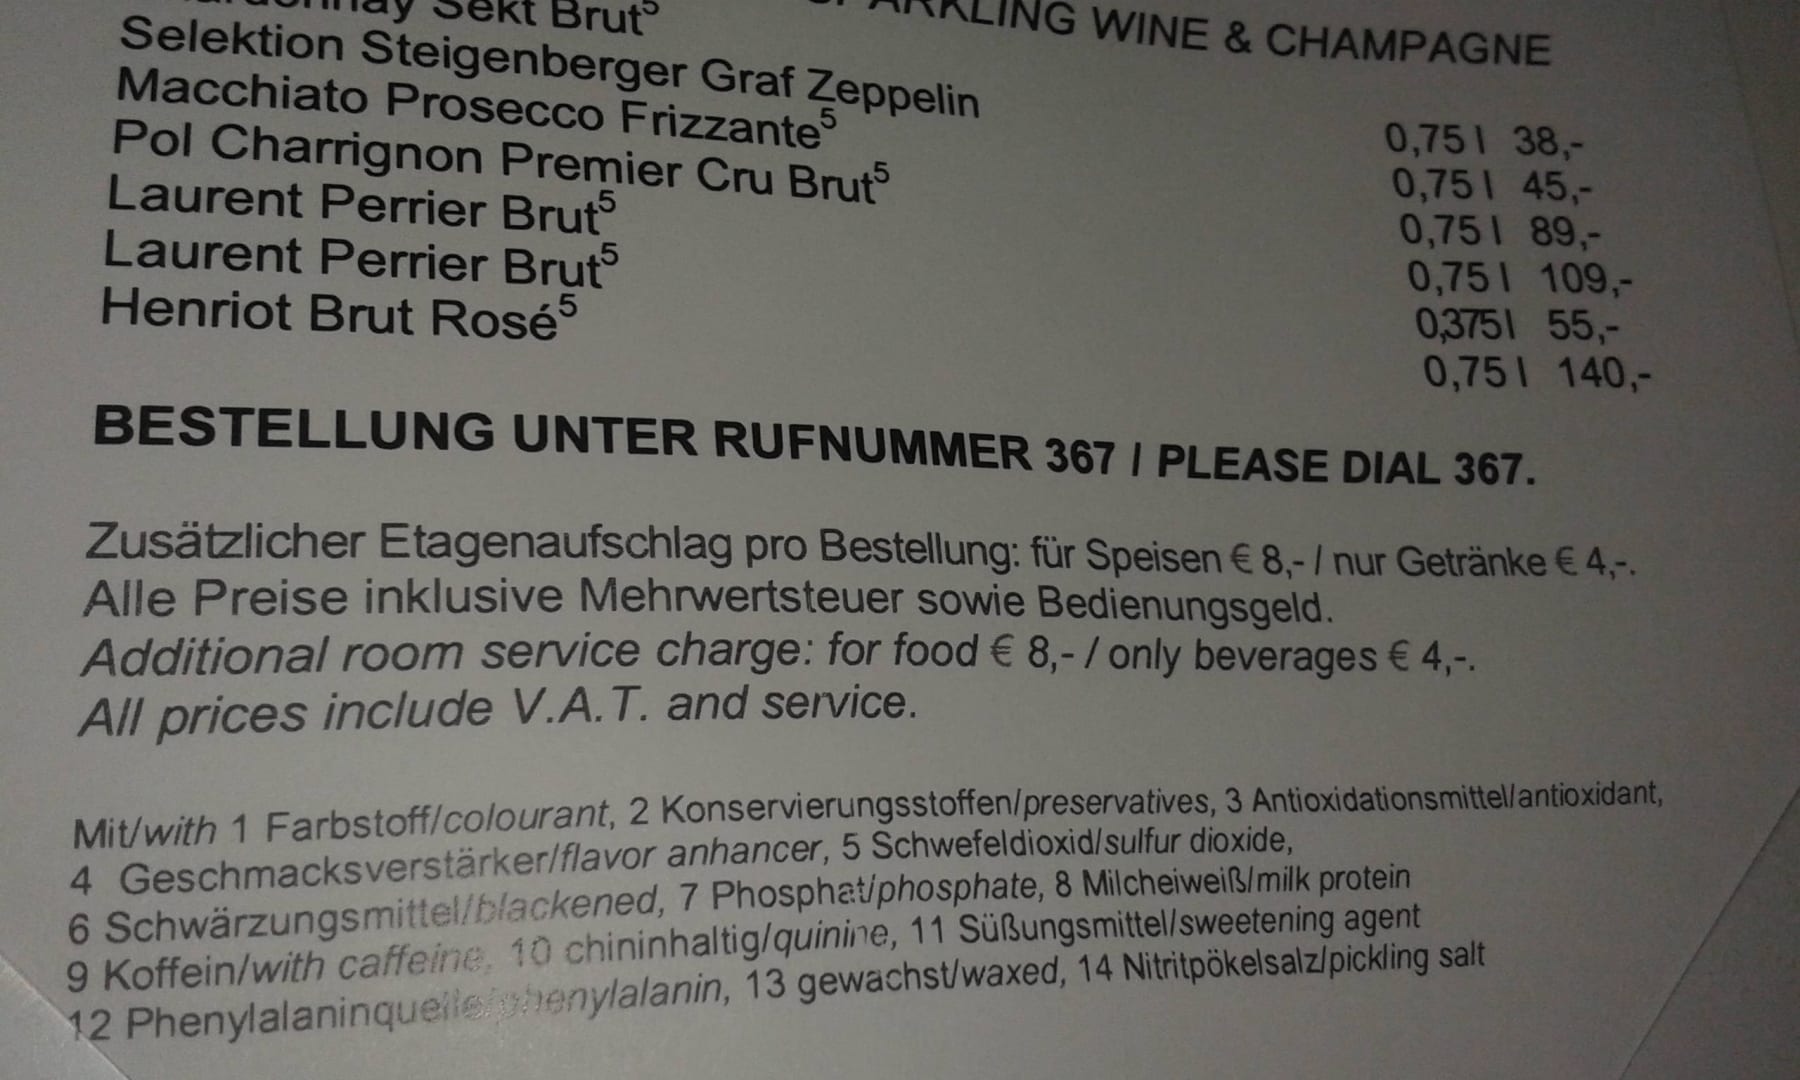 Sekt Brut⁵
SPARKLING WINE & CHAMPAGNE
Selektion Steigenberger Graf Zeppelin 0,75 l 38,-
Macchiato Prosecco Frizzante⁵ 0,75 l 45,-
Pol Charrignon Premier Cru Brut⁵ 0,75 l 89,-
Laurent Perrier Brut⁵ 0,75 l 109,-
Laurent Perrier Brut⁵ 0,375 l 55,-
Henriot Brut Rosé⁵ 0,75 l 140,-
BESTELLUNG UNTER RUFNUMMER 367 / PLEASE DIAL 367.
Zusätzlicher Etagenaufschlag pro Bestellung: für Speisen € 8,- / nur Getränke € 4,-.
Alle Preise inklusive Mehrwertsteuer sowie Bedienungsgeld.
Additional room service charge: for food € 8,- / only beverages € 4,-.
All prices include V.A.T. and service.
Mit/with 1 Farbstoff/colourant, 2 Konservierungsstoffen/preservatives, 3 Antioxidationsmittel/antioxidant,
4 Geschmacksverstärker/flavor anhancer, 5 Schwefeldioxid/sulfur dioxide,
6 Schwärzungsmittel/blackened, 7 Phosphat/phosphate, 8 Milcheiweiß/milk protein
9 Koffein/with caffeine, 10 chininhaltig/quinine, 11 Süßungsmittel/sweetening agent
12 Phenylalaninquelle/phenylalanin, 13 gewachst/waxed, 14 Nitritpökelsalz/pickling salt